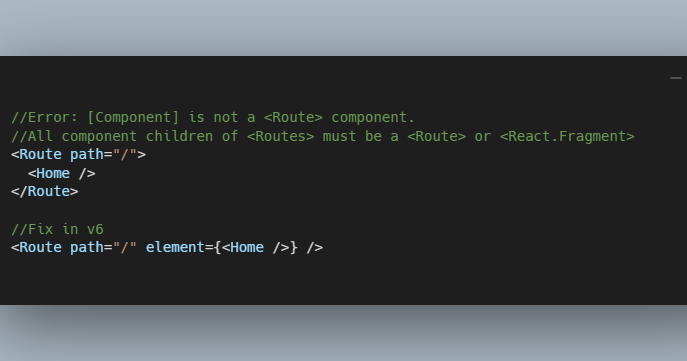 //Error: [Component] is not a <Route> component.
//All component children of <Routes> must be a <Route> or <React.Fragment>
<Route path="/">
  <Home />
</Route>
//Fix in v6
<Route path="/" element={<Home />} />